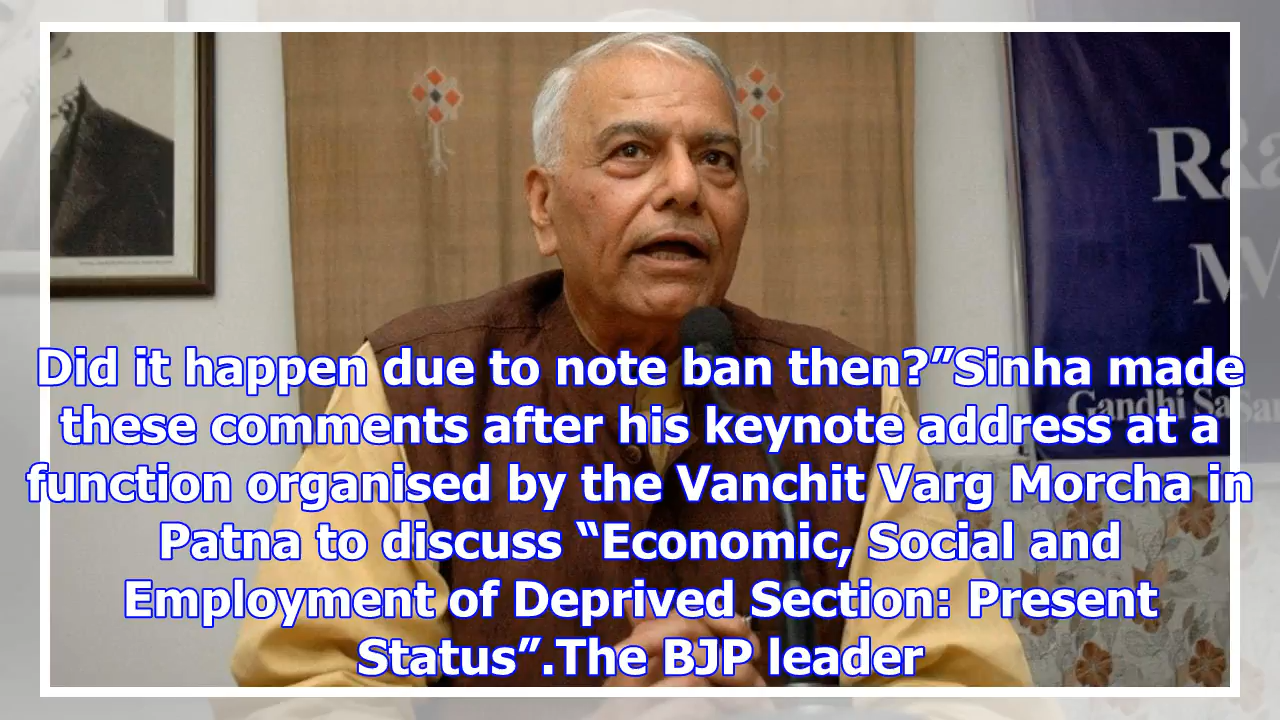 Did it happen due to note ban then?”Sinha made
these comments after his keynote address at a
function organised by the Vanchit Varg Morcha in
Patna to discuss “Economic, Social and
Employment of Deprived Section: Present
Status”.The BJP leader
Gandhi